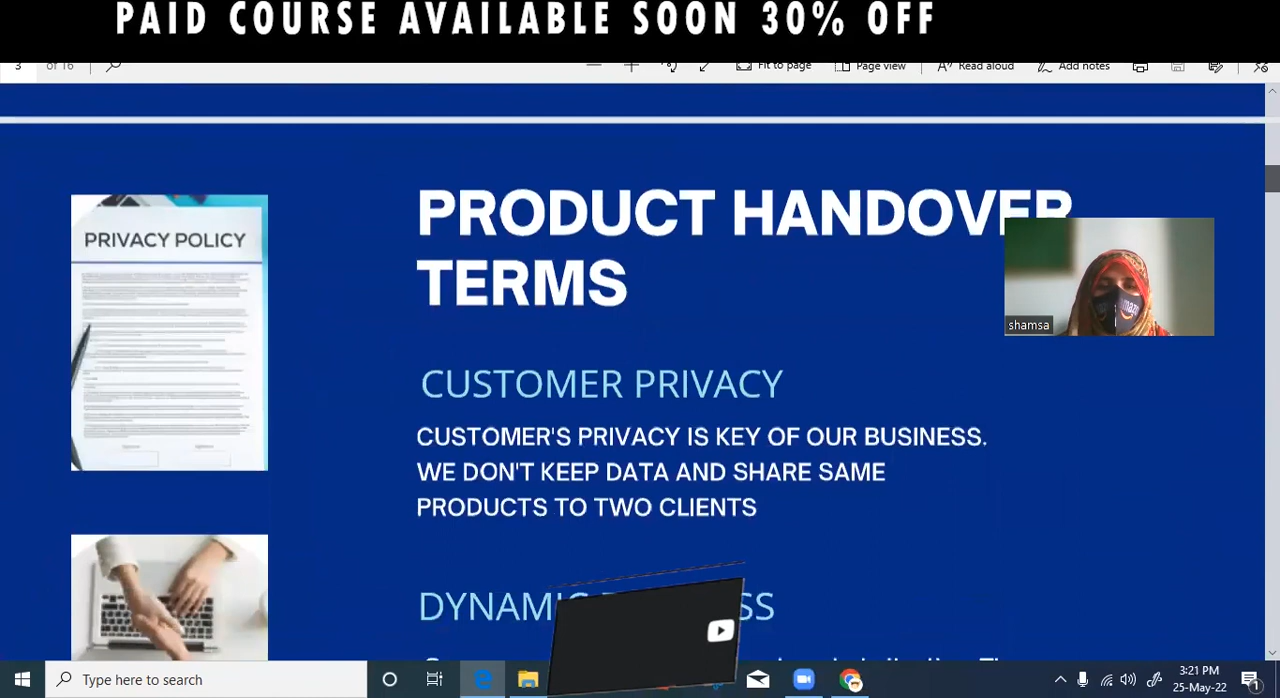 PAID COURSE AVAILABLE SOON 30% OFF
3 of 16
Fit to page
Page view
Read aloud
Add notes
PRIVACY POLICY
PRODUCT HANDOVER
TERMS
shamsa
CUSTOMER PRIVACY
CUSTOMER'S PRIVACY IS KEY OF OUR BUSINESS.
WE DON'T KEEP DATA AND SHARE SAME
PRODUCTS TO TWO CLIENTS
Type here to search
3:21 PM
25-May-22
1